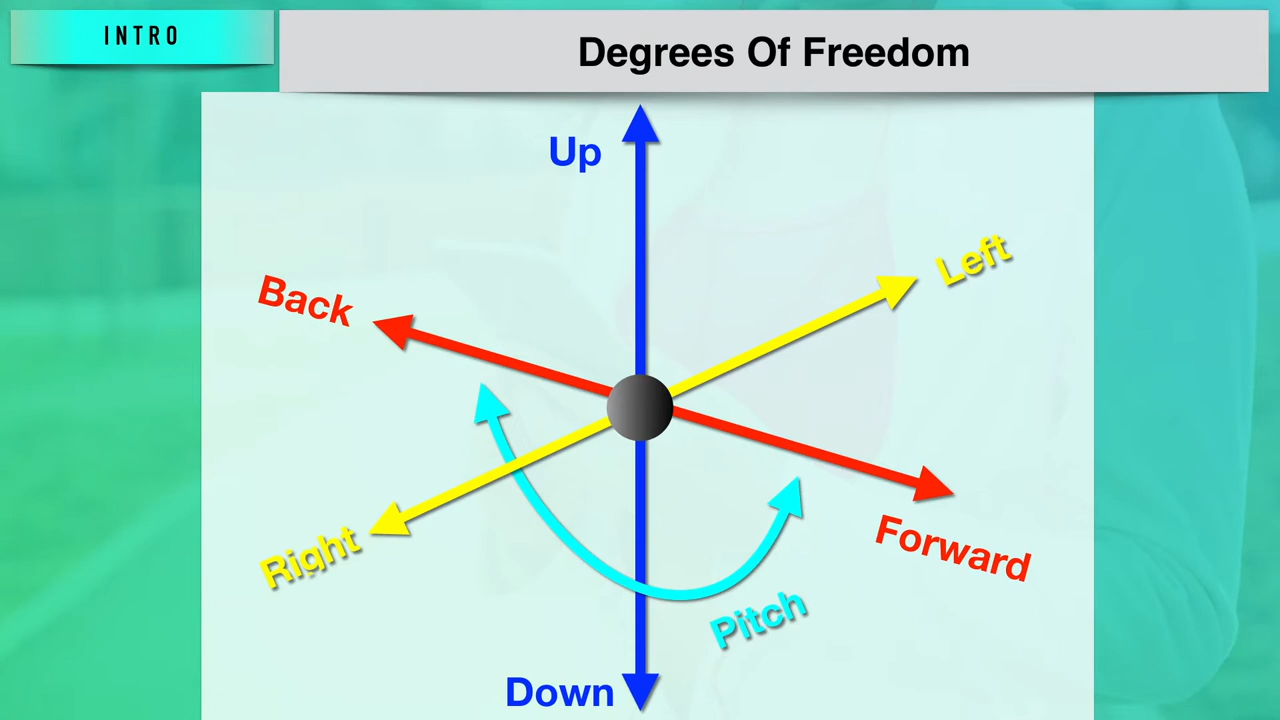 INTRO
Degrees Of Freedom
Up
Left
Back
Right
Forward
Pitch
Down